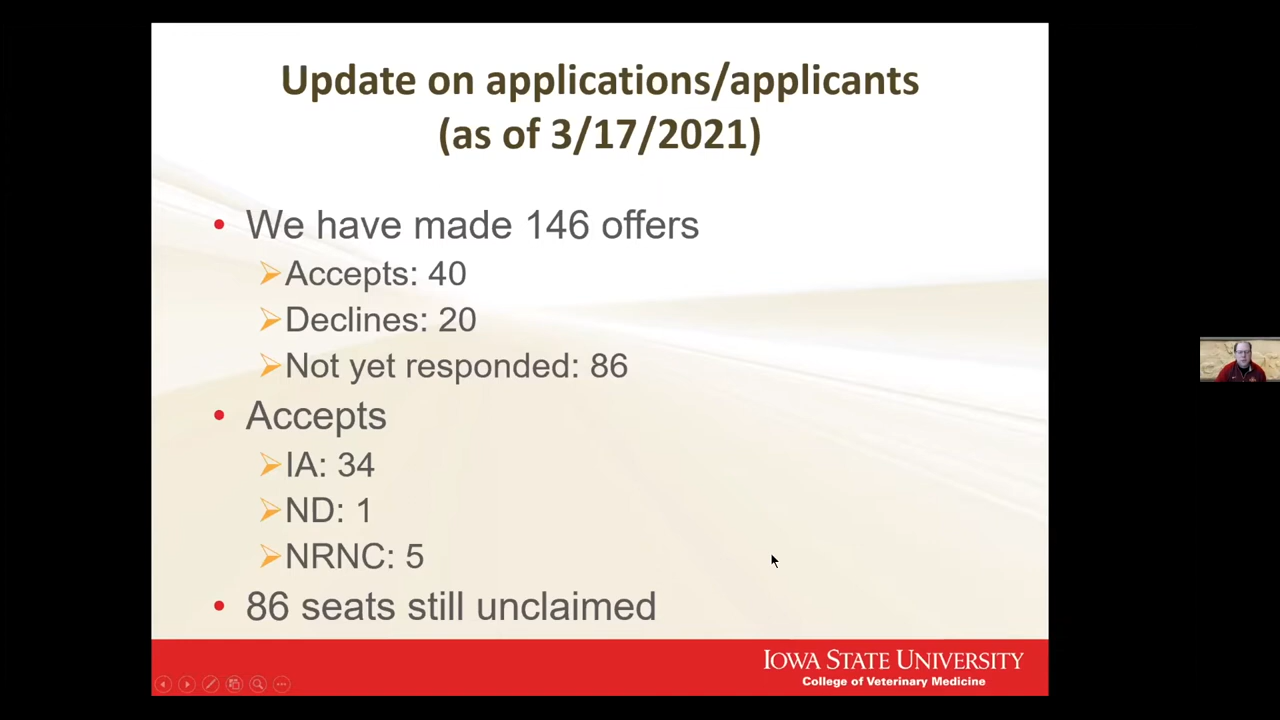 Update on applications/applicants
(as of 3/17/2021)
We have made 146 offers
Accepts: 40
Declines: 20
Not yet responded: 86
Accepts
IA: 34
ND: 1
NRNC: 5
86 seats still unclaimed
IOWA STATE UNIVERSITY
College of Veterinary Medicine